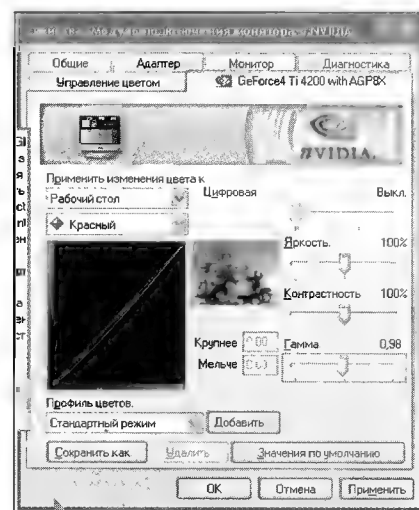 Общие Адаптер Монитор Диагностика
Управление цветом GeForce4 Ti 4200 with AGP8X
NVIDIA.
Применить изменения цвета к
Рабочий стол
Красный
Цифровая Выкл.
Яркость. 100%
Контрастность 100%
Гамма 0,98
Крупнее
Мельче
Профиль цветов.
Стандартный режим Добавить
Сохранить как Удалить Значения по умолчанию
OK Отмена Применить